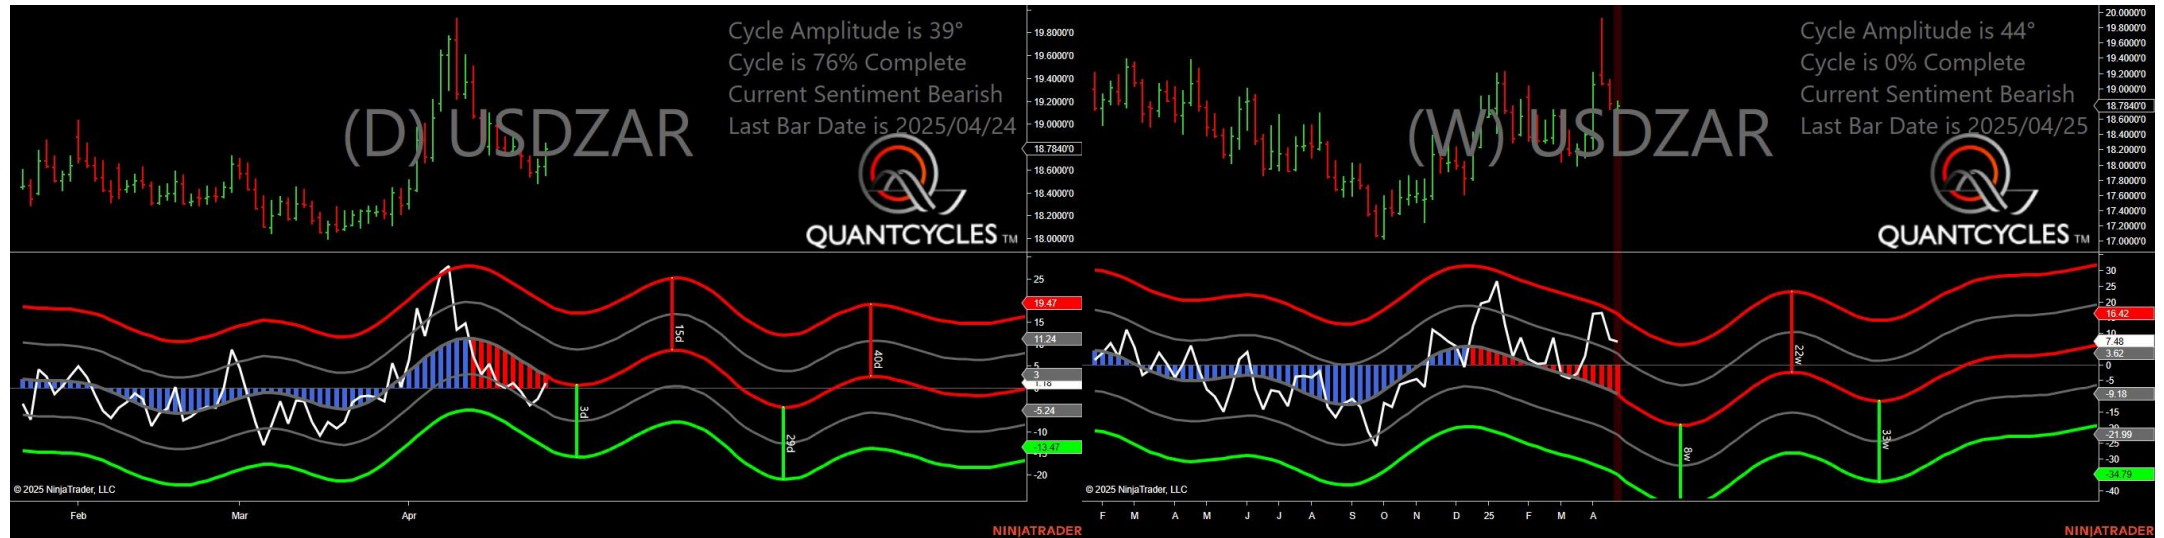 Cycle Amplitude is 39°
Cycle is 76% Complete
Current Sentiment Bearish
Last Bar Date is 2025/04/24
(D) USDZAR
QUANTCYCLES TM
19.8000'0
19.6000'0
19.4000'0
19.2000'0
19.0000'0
18.7840'0
18.6000'0
18.4000'0
18.2000'0
18.0000'0
25
19.47
15
11.24
5
3
1.18
-5.24
-10
-13.47
-20
15d
40d
3d
29d
© 2025 NinjaTrader, LLC
Feb
Mar
Apr
NINJATRADER
Cycle Amplitude is 44°
Cycle is 0% Complete
Current Sentiment Bearish
Last Bar Date is 2025/04/25
(W) USDZAR
QUANTCYCLES TM
20.0000'0
19.8000'0
19.6000'0
19.4000'0
19.2000'0
19.0000'0
18.7840'0
18.6000'0
18.4000'0
18.2000'0
18.0000'0
17.8000'0
17.6000'0
17.4000'0
17.2000'0
17.0000'0
30
25
20
16.42
10
7.48
3.62
0
-5
-9.18
-15
-21.99
-25
-30
-34.79
-40
22w
33w
8w
© 2025 NinjaTrader, LLC
F
M
A
M
J
J
A
S
O
N
D
25
F
M
A
NINJATRADER